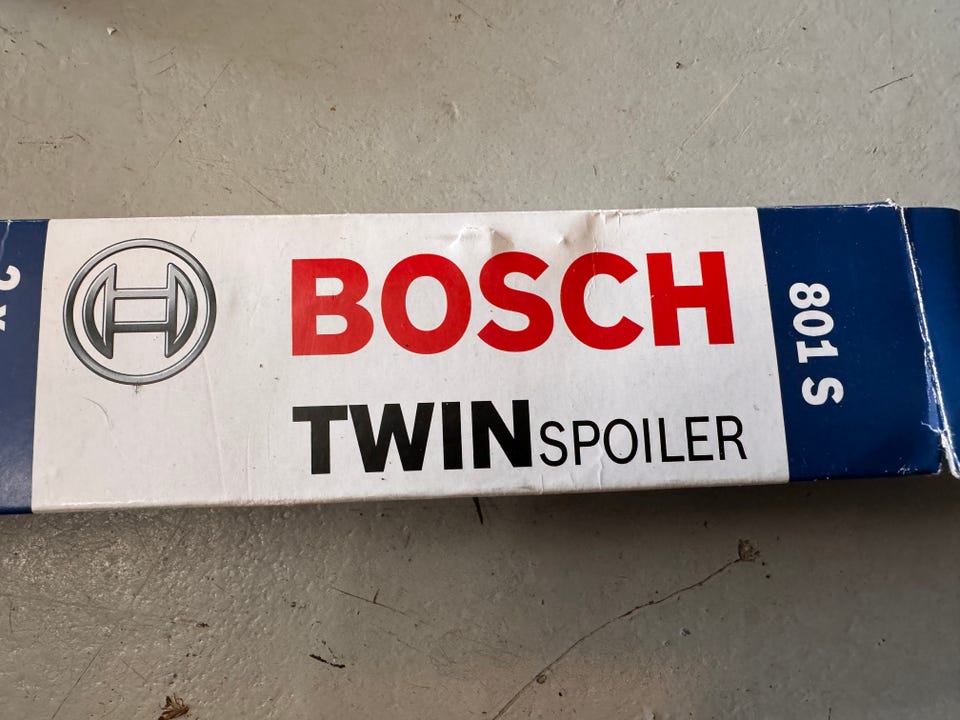 BOSCH
TWINSPOILER
801 S